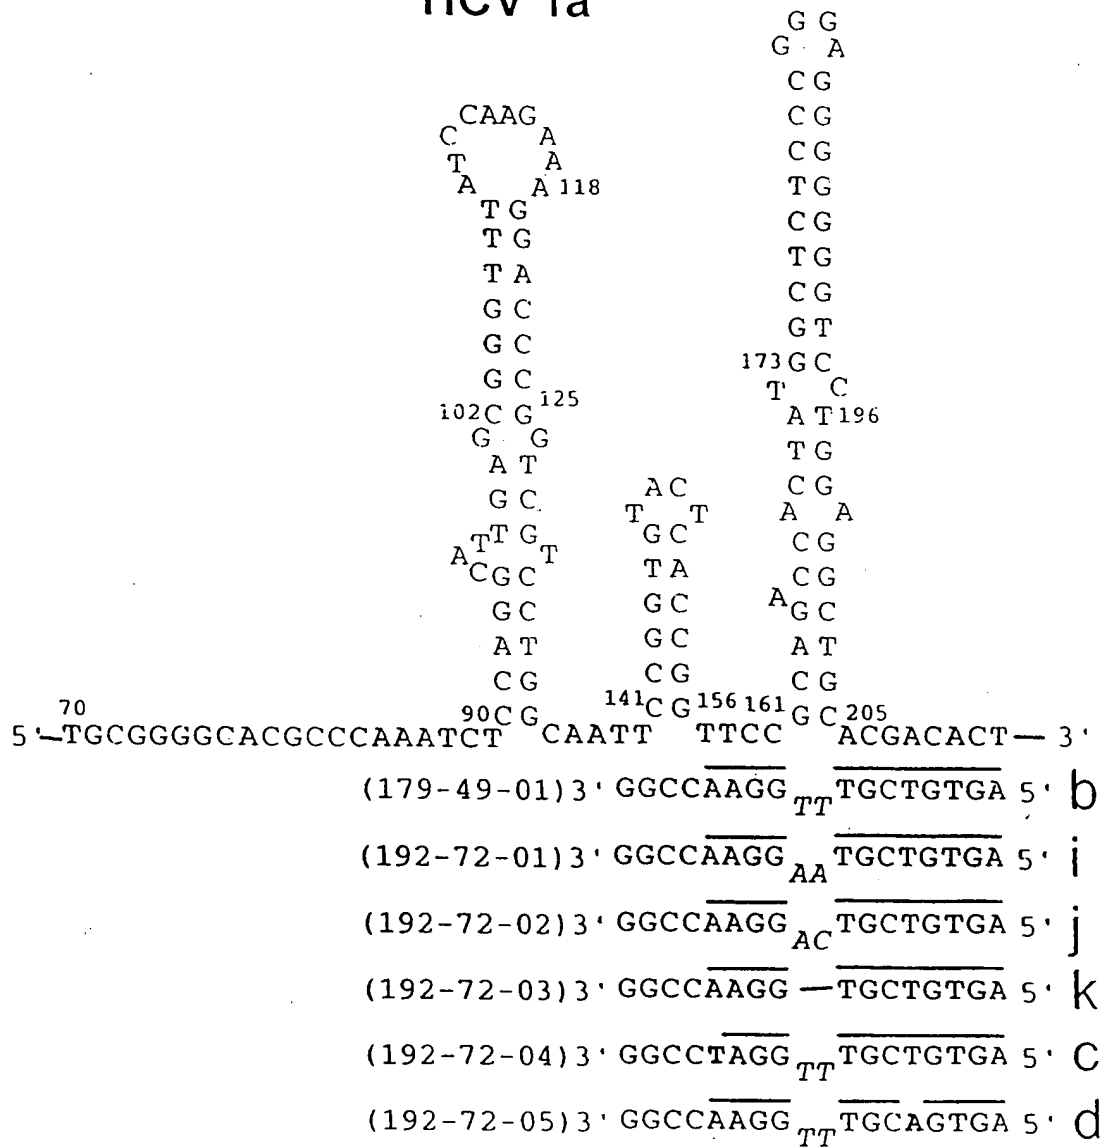 HCV 1a
G G
G A
C G
CAAG C G
C A
T A C G
A A 118 T G
T G
T G C G
T A T G
G C C G
G C G T
G C 173 G C
T C
102 C G 125 A T 196
G G
A T T G
G C AC C G
T T A A
T T G G C C G
A T
C G C T A C G
A
G C G C G C
A T C G A T
C G C G C G
70 90 C G 141 C G 156 161 G C 205
5'—TGCGGGGCACGCCCAAATCT CAATT TTCC ACGACACT—3'
(179-49-01)3' GGCCAAGG TT TGCTGTGA 5' b
(192-72-01)3' GGCCAAGG AA TGCTGTGA 5' i
(192-72-02)3' GGCCAAGG AC TGCTGTGA 5' j
(192-72-03)3' GGCCAAGG — TGCTGTGA 5' k
(192-72-04)3' GGCCTAGG TT TGCTGTGA 5' c
(192-72-05)3' GGCCAAGG TT TGCAGTGA 5' d